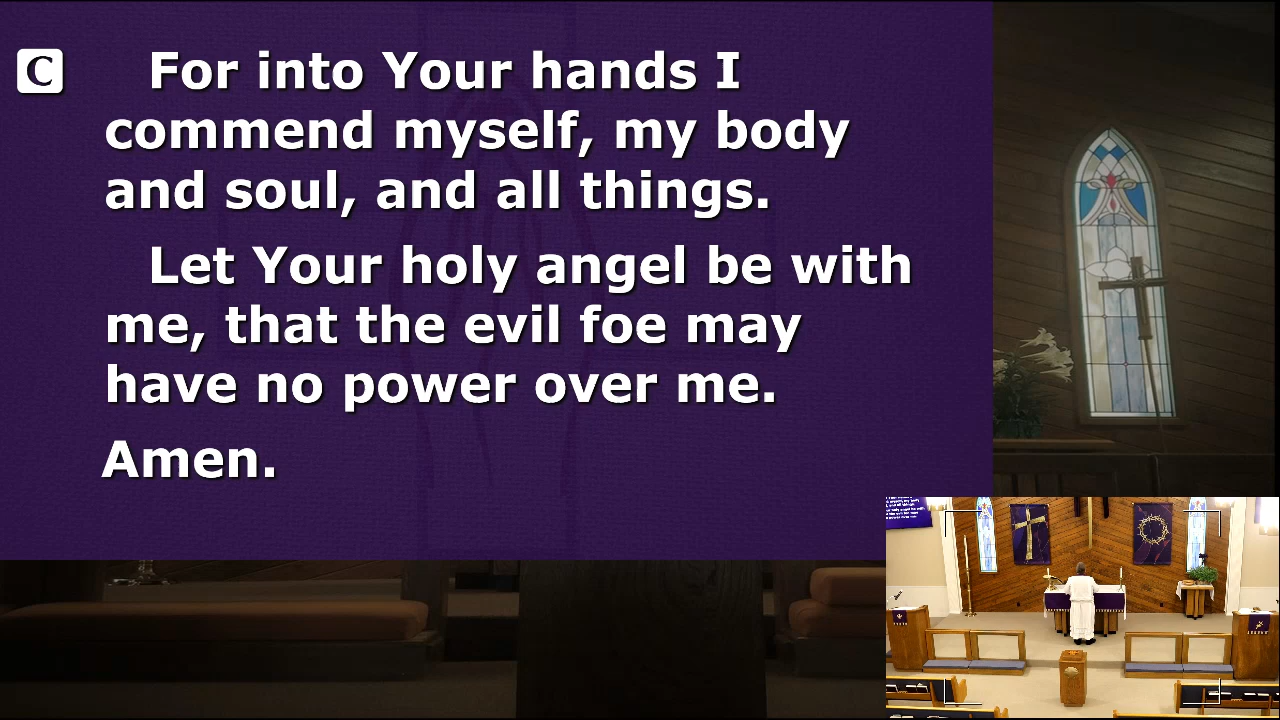 C For into Your hands I
commend myself, my body
and soul, and all things.
Let Your holy angel be with
me, that the evil foe may
have no power over me.
Amen.